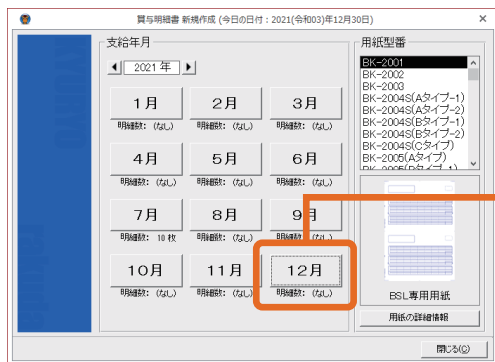 賞与明細書 新規作成 (今日の日付 : 2021(令和03)年12月30日)
支給年月
2021 年
1月 2月 3月
明細数: (なし) 明細数: (なし) 明細数: (なし)
4月 5月 6月
明細数: (なし) 明細数: (なし) 明細数: (なし)
7月 8月 9月
明細数: 10 枚 明細数: (なし) 明細数: (なし)
10月 11月 12月
明細数: (なし) 明細数: (なし) 明細数: (なし)
用紙型番
BK-2001
BK-2002
BK-2003
BK-2004S(Aタイプ-1)
BK-2004S(Aタイプ-2)
BK-2004S(Bタイプ-1)
BK-2004S(Bタイプ-2)
BK-2004S(Cタイプ)
BK-2005(Aタイプ)
BSL専用用紙
用紙の詳細情報
閉じる(C)